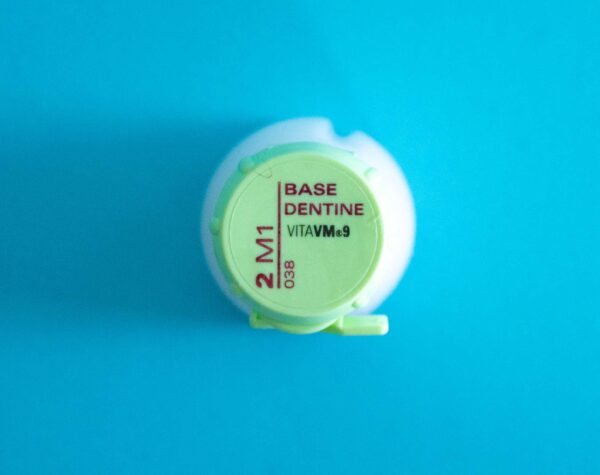 BASE
DENTINE
VITAVM®9
2 M1
038